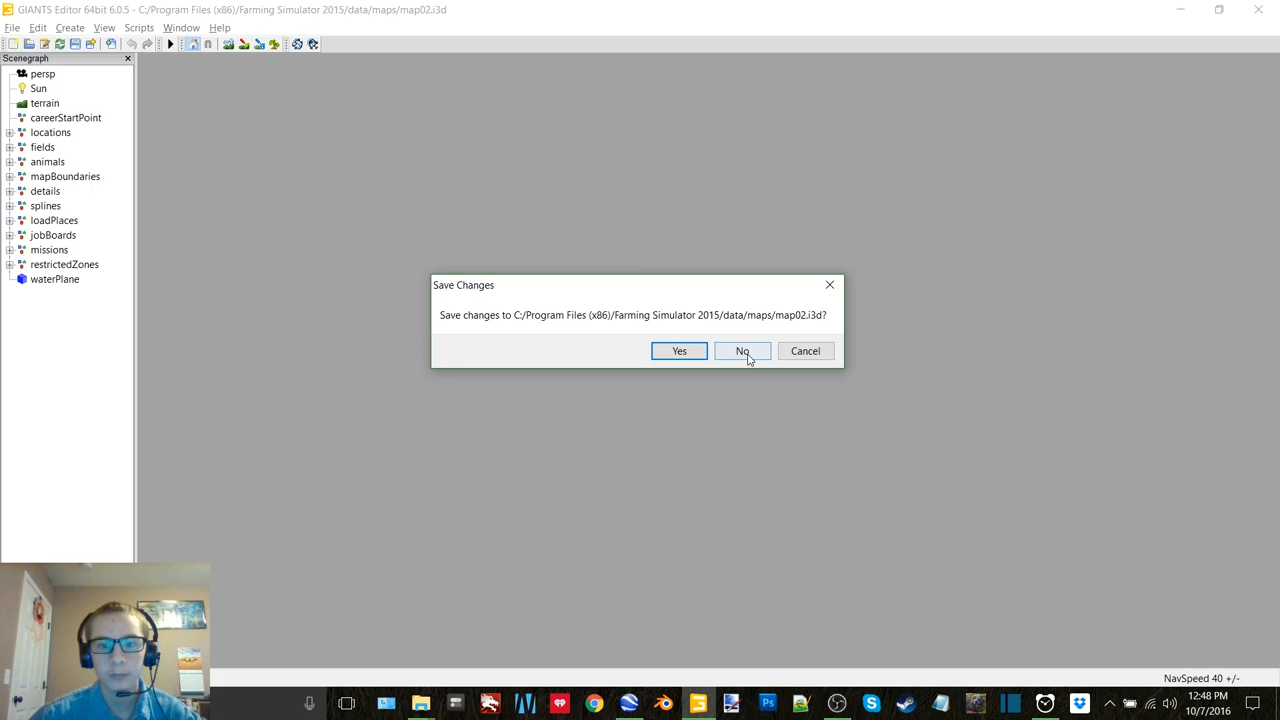 GIANTS Editor 64bit 6.0.5 - C:/Program Files (x86)/Farming Simulator 2015/data/maps/map02.i3d
File Edit Create View Scripts Window Help
Scenegraph
persp
Sun
terrain
careerStartPoint
locations
fields
animals
mapBoundaries
details
splines
loadPlaces
jobBoards
missions
restrictedZones
waterPlane
Save Changes
Save changes to C:/Program Files (x86)/Farming Simulator 2015/data/maps/map02.i3d?
Yes No Cancel
NavSpeed 40 +/-
12:48 PM
10/7/2016